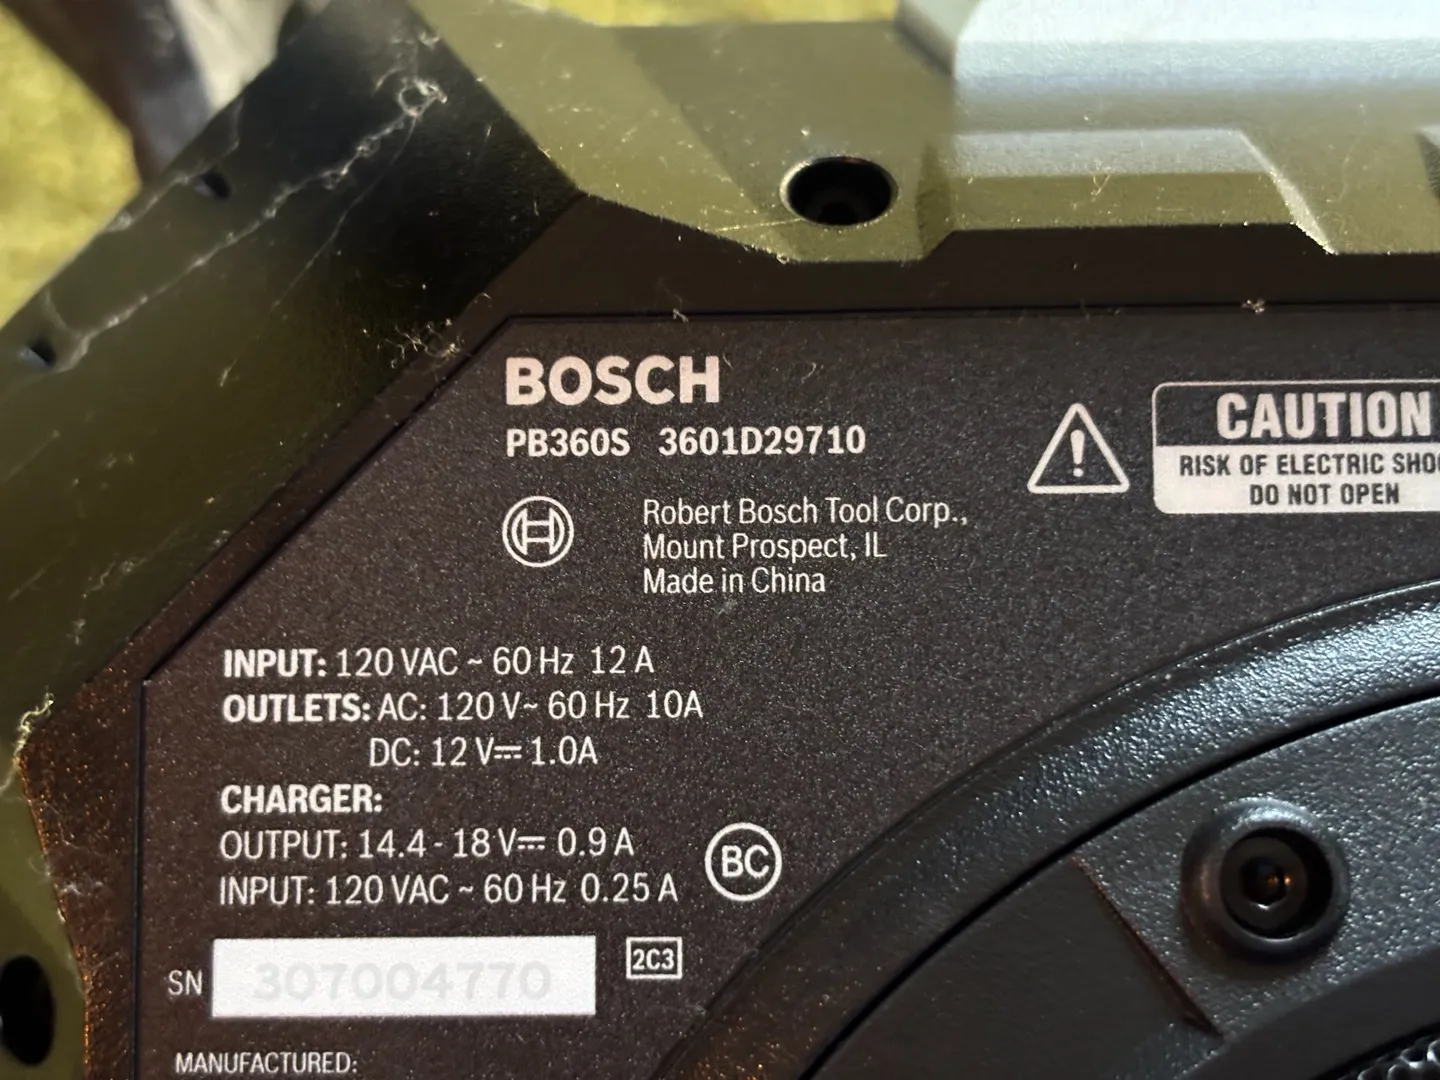 BOSCH
PB360S 3601D29710
Robert Bosch Tool Corp.,
Mount Prospect, IL
Made in China
CAUTION
RISK OF ELECTRIC SHO
DO NOT OPEN
INPUT: 120 VAC ~ 60 Hz 12 A
OUTLETS: AC: 120 V~ 60 Hz 10A
DC: 12 V⎓ 1.0A
CHARGER:
OUTPUT: 14.4 - 18 V⎓ 0.9 A
INPUT: 120 VAC ~ 60 Hz 0.25 A
BC
SN 307004770
2C3
MANUFACTURED: